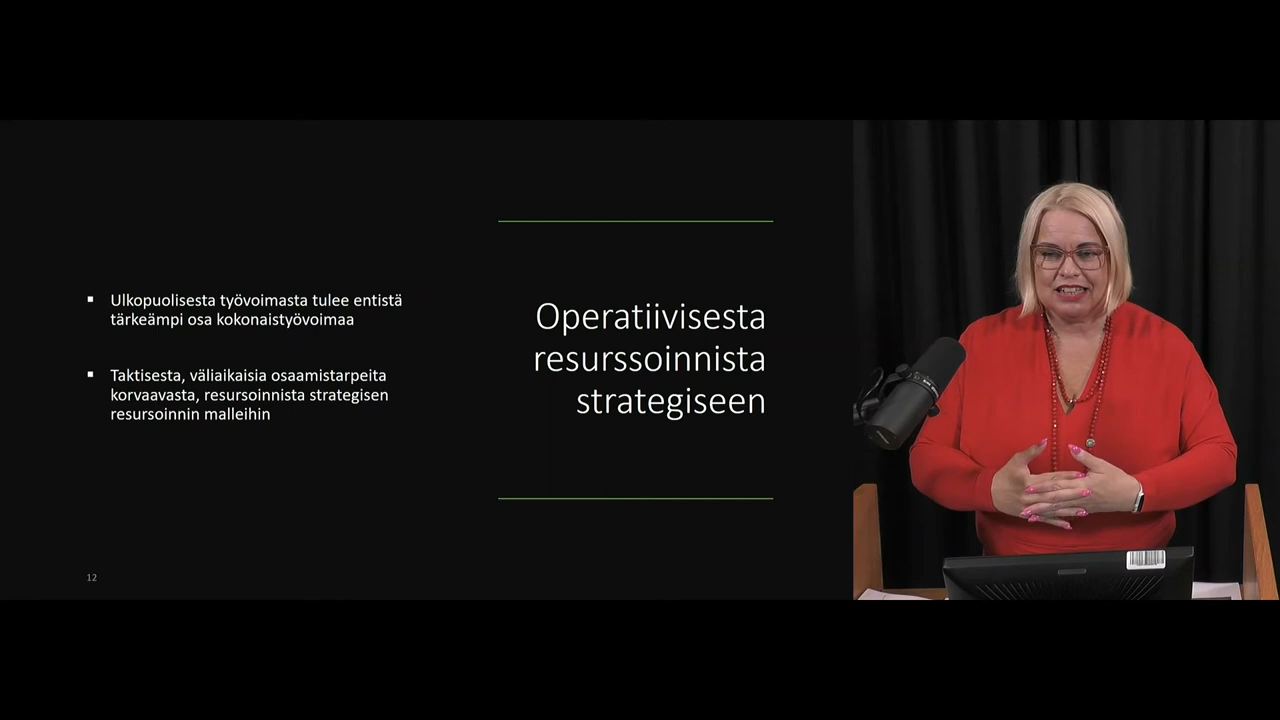 Ulkopuolisesta työvoimasta tulee entistä
tärkeämpi osa kokonaistyövoimaa
Taktisesta, väliaikaisia osaamistarpeita
korvaavasta, resursoinnista strategisen
resursoinnin malleihin
Operatiivisesta
resurssoinnista
strategiseen
12